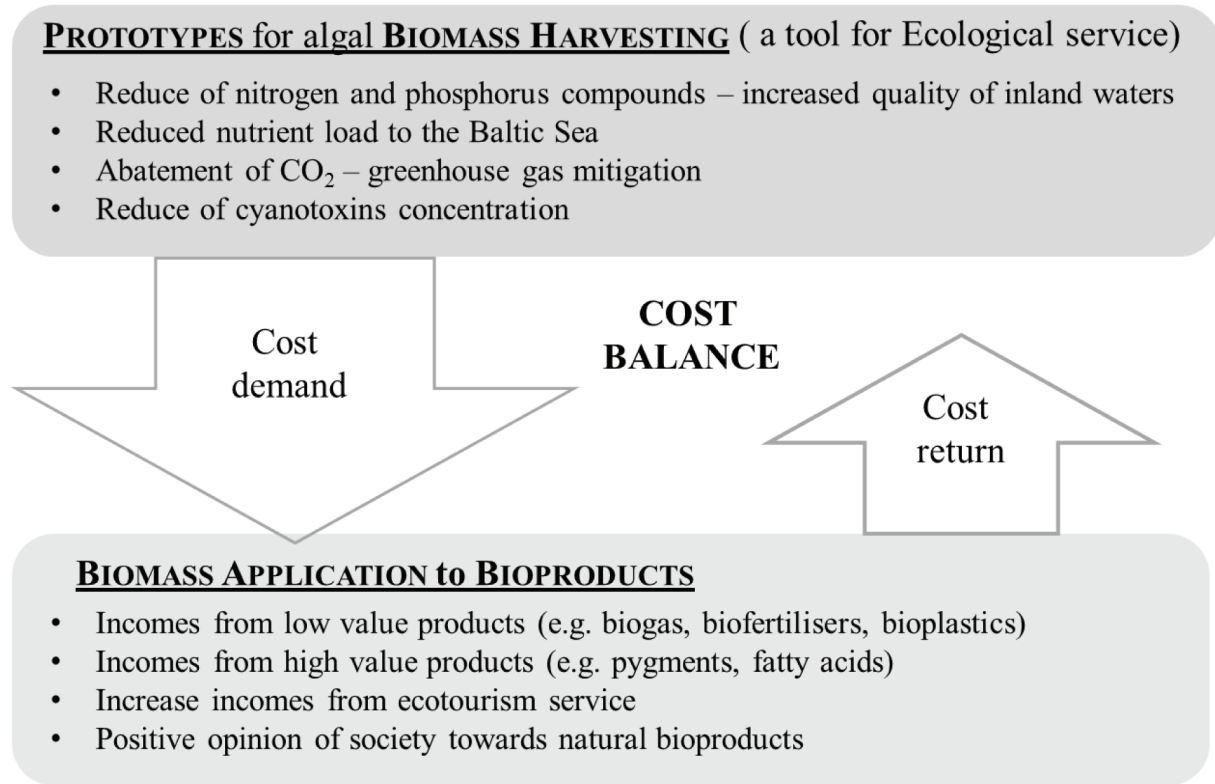 PROTOTYPES for algal BIOMASS HARVESTING ( a tool for Ecological service)
• Reduce of nitrogen and phosphorus compounds – increased quality of inland waters
• Reduced nutrient load to the Baltic Sea
• Abatement of CO₂ – greenhouse gas mitigation
• Reduce of cyanotoxins concentration
Cost
demand
COST
BALANCE
Cost
return
BIOMASS APPLICATION to BIOPRODUCTS
• Incomes from low value products (e.g. biogas, biofertilisers, bioplastics)
• Incomes from high value products (e.g. pygments, fatty acids)
• Increase incomes from ecotourism service
• Positive opinion of society towards natural bioproducts